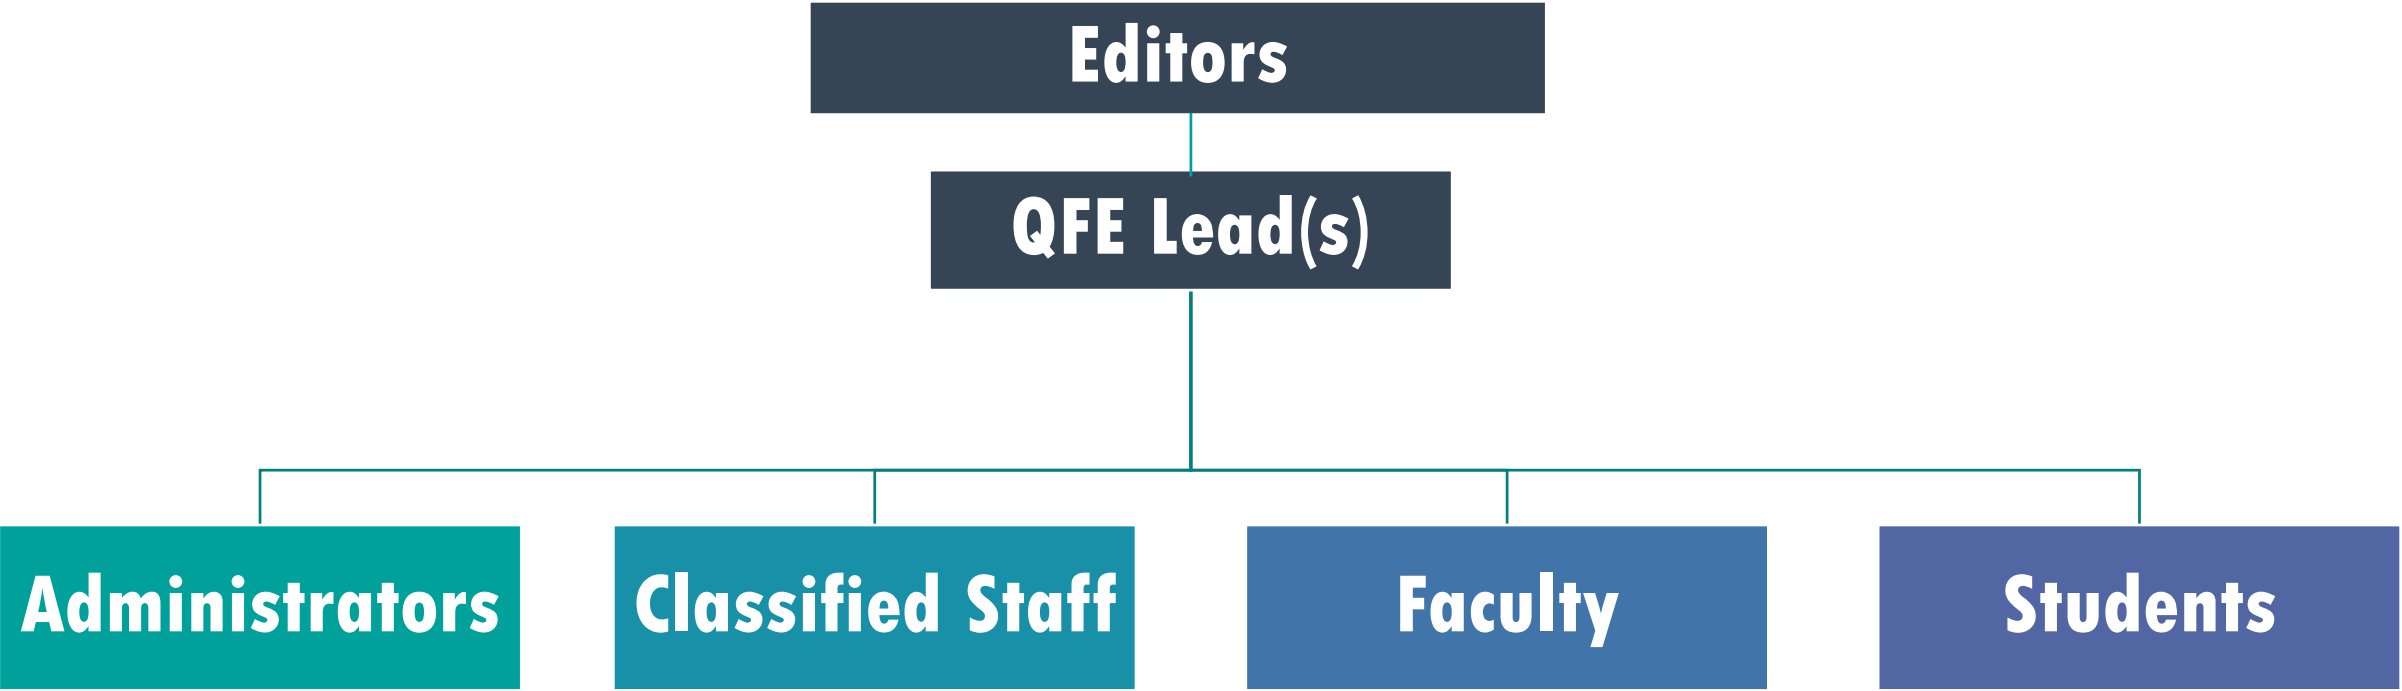 Editors
QFE Lead(s)
Administrators
Classified Staff
Faculty
Students